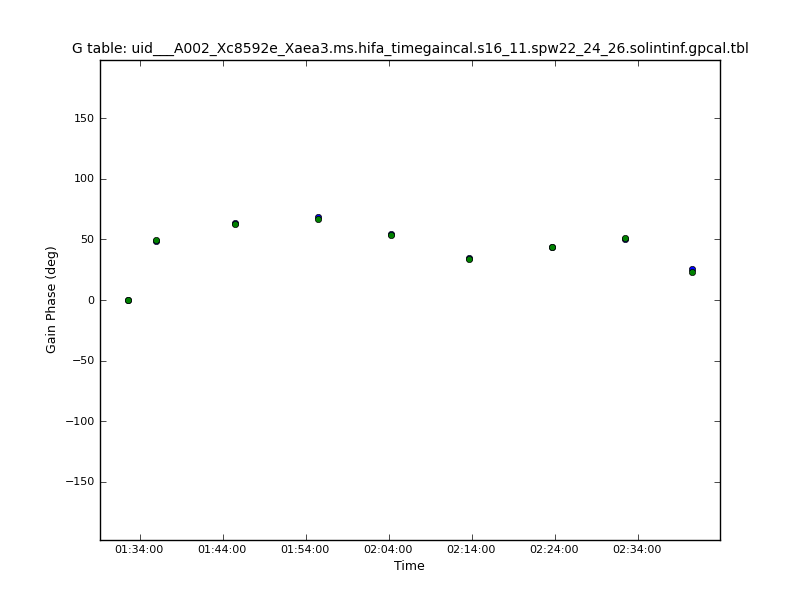 G table: uid___A002_Xc8592e_Xaea3.ms.hifa_timegaincal.s16_11.spw22_24_26.solintinf.gpcal.tbl
150
100
50
0
−50
−100
−150
Gain Phase (deg)
01:34:00 01:44:00 01:54:00 02:04:00 02:14:00 02:24:00 02:34:00
Time